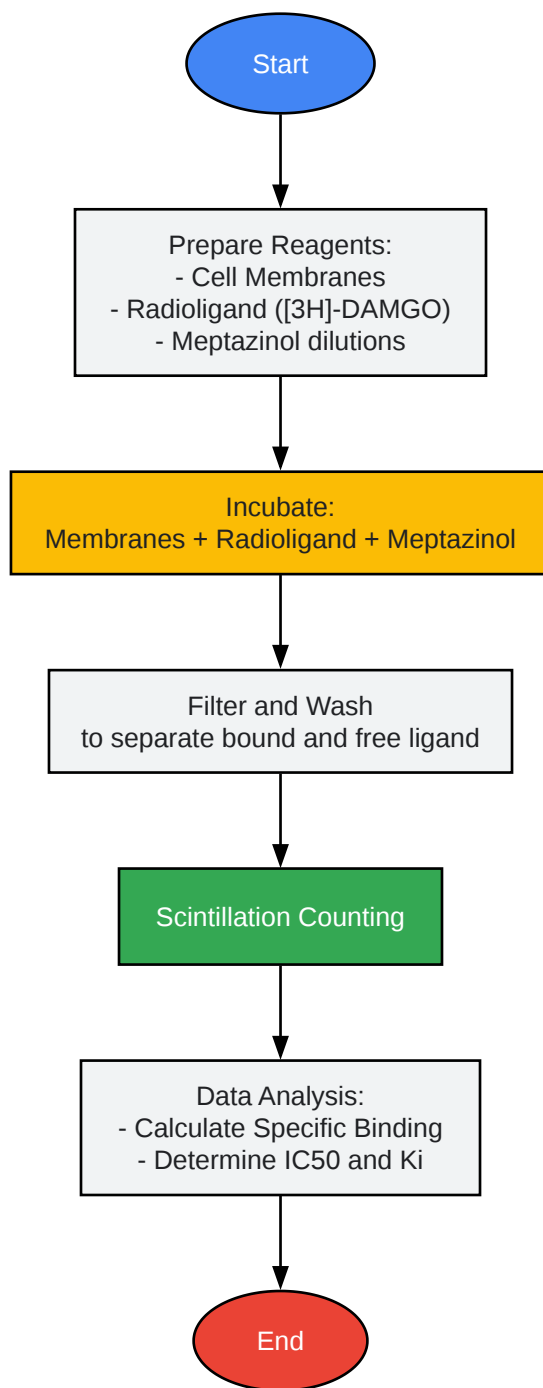 Start
Prepare Reagents:
- Cell Membranes
- Radioligand ([3H]-DAMGO)
- Meptazinol dilutions
Incubate:
Membranes + Radioligand + Meptazinol
Filter and Wash
to separate bound and free ligand
Scintillation Counting
Data Analysis:
- Calculate Specific Binding
- Determine IC50 and Ki
End